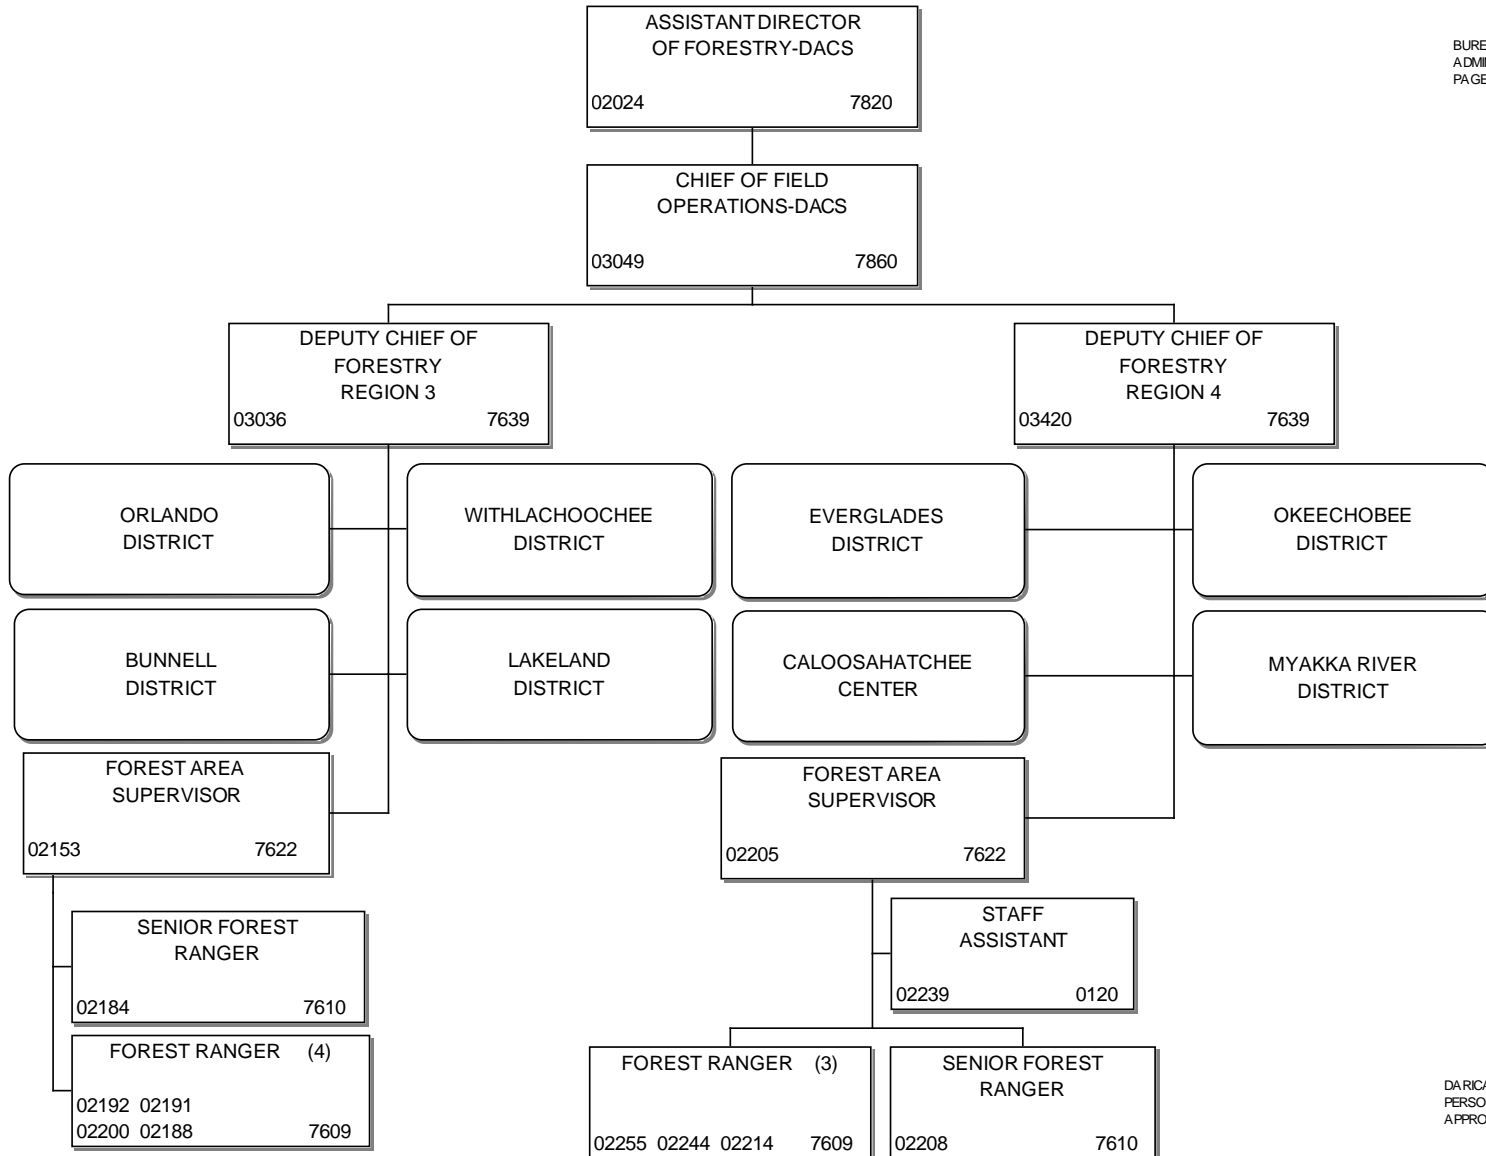 ASSISTANT DIRECTOR
OF FORESTRY-DACS
02024 7820
CHIEF OF FIELD
OPERATIONS-DACS
03049 7860
DEPUTY CHIEF OF
FORESTRY
REGION 3
03036 7639
DEPUTY CHIEF OF
FORESTRY
REGION 4
03420 7639
ORLANDO
DISTRICT
WITHLACHOOCHEE
DISTRICT
EVERGLADES
DISTRICT
OKEECHOBEE
DISTRICT
BUNNELL
DISTRICT
LAKELAND
DISTRICT
CALOOSAHATCHEE
CENTER
MYAKKA RIVER
DISTRICT
FOREST AREA
SUPERVISOR
02153 7622
FOREST AREA
SUPERVISOR
02205 7622
SENIOR FOREST
RANGER
02184 7610
STAFF
ASSISTANT
02239 0120
FOREST RANGER (4)
02192 02191
02200 02188 7609
FOREST RANGER (3)
02255 02244 02214 7609
SENIOR FOREST
RANGER
02208 7610